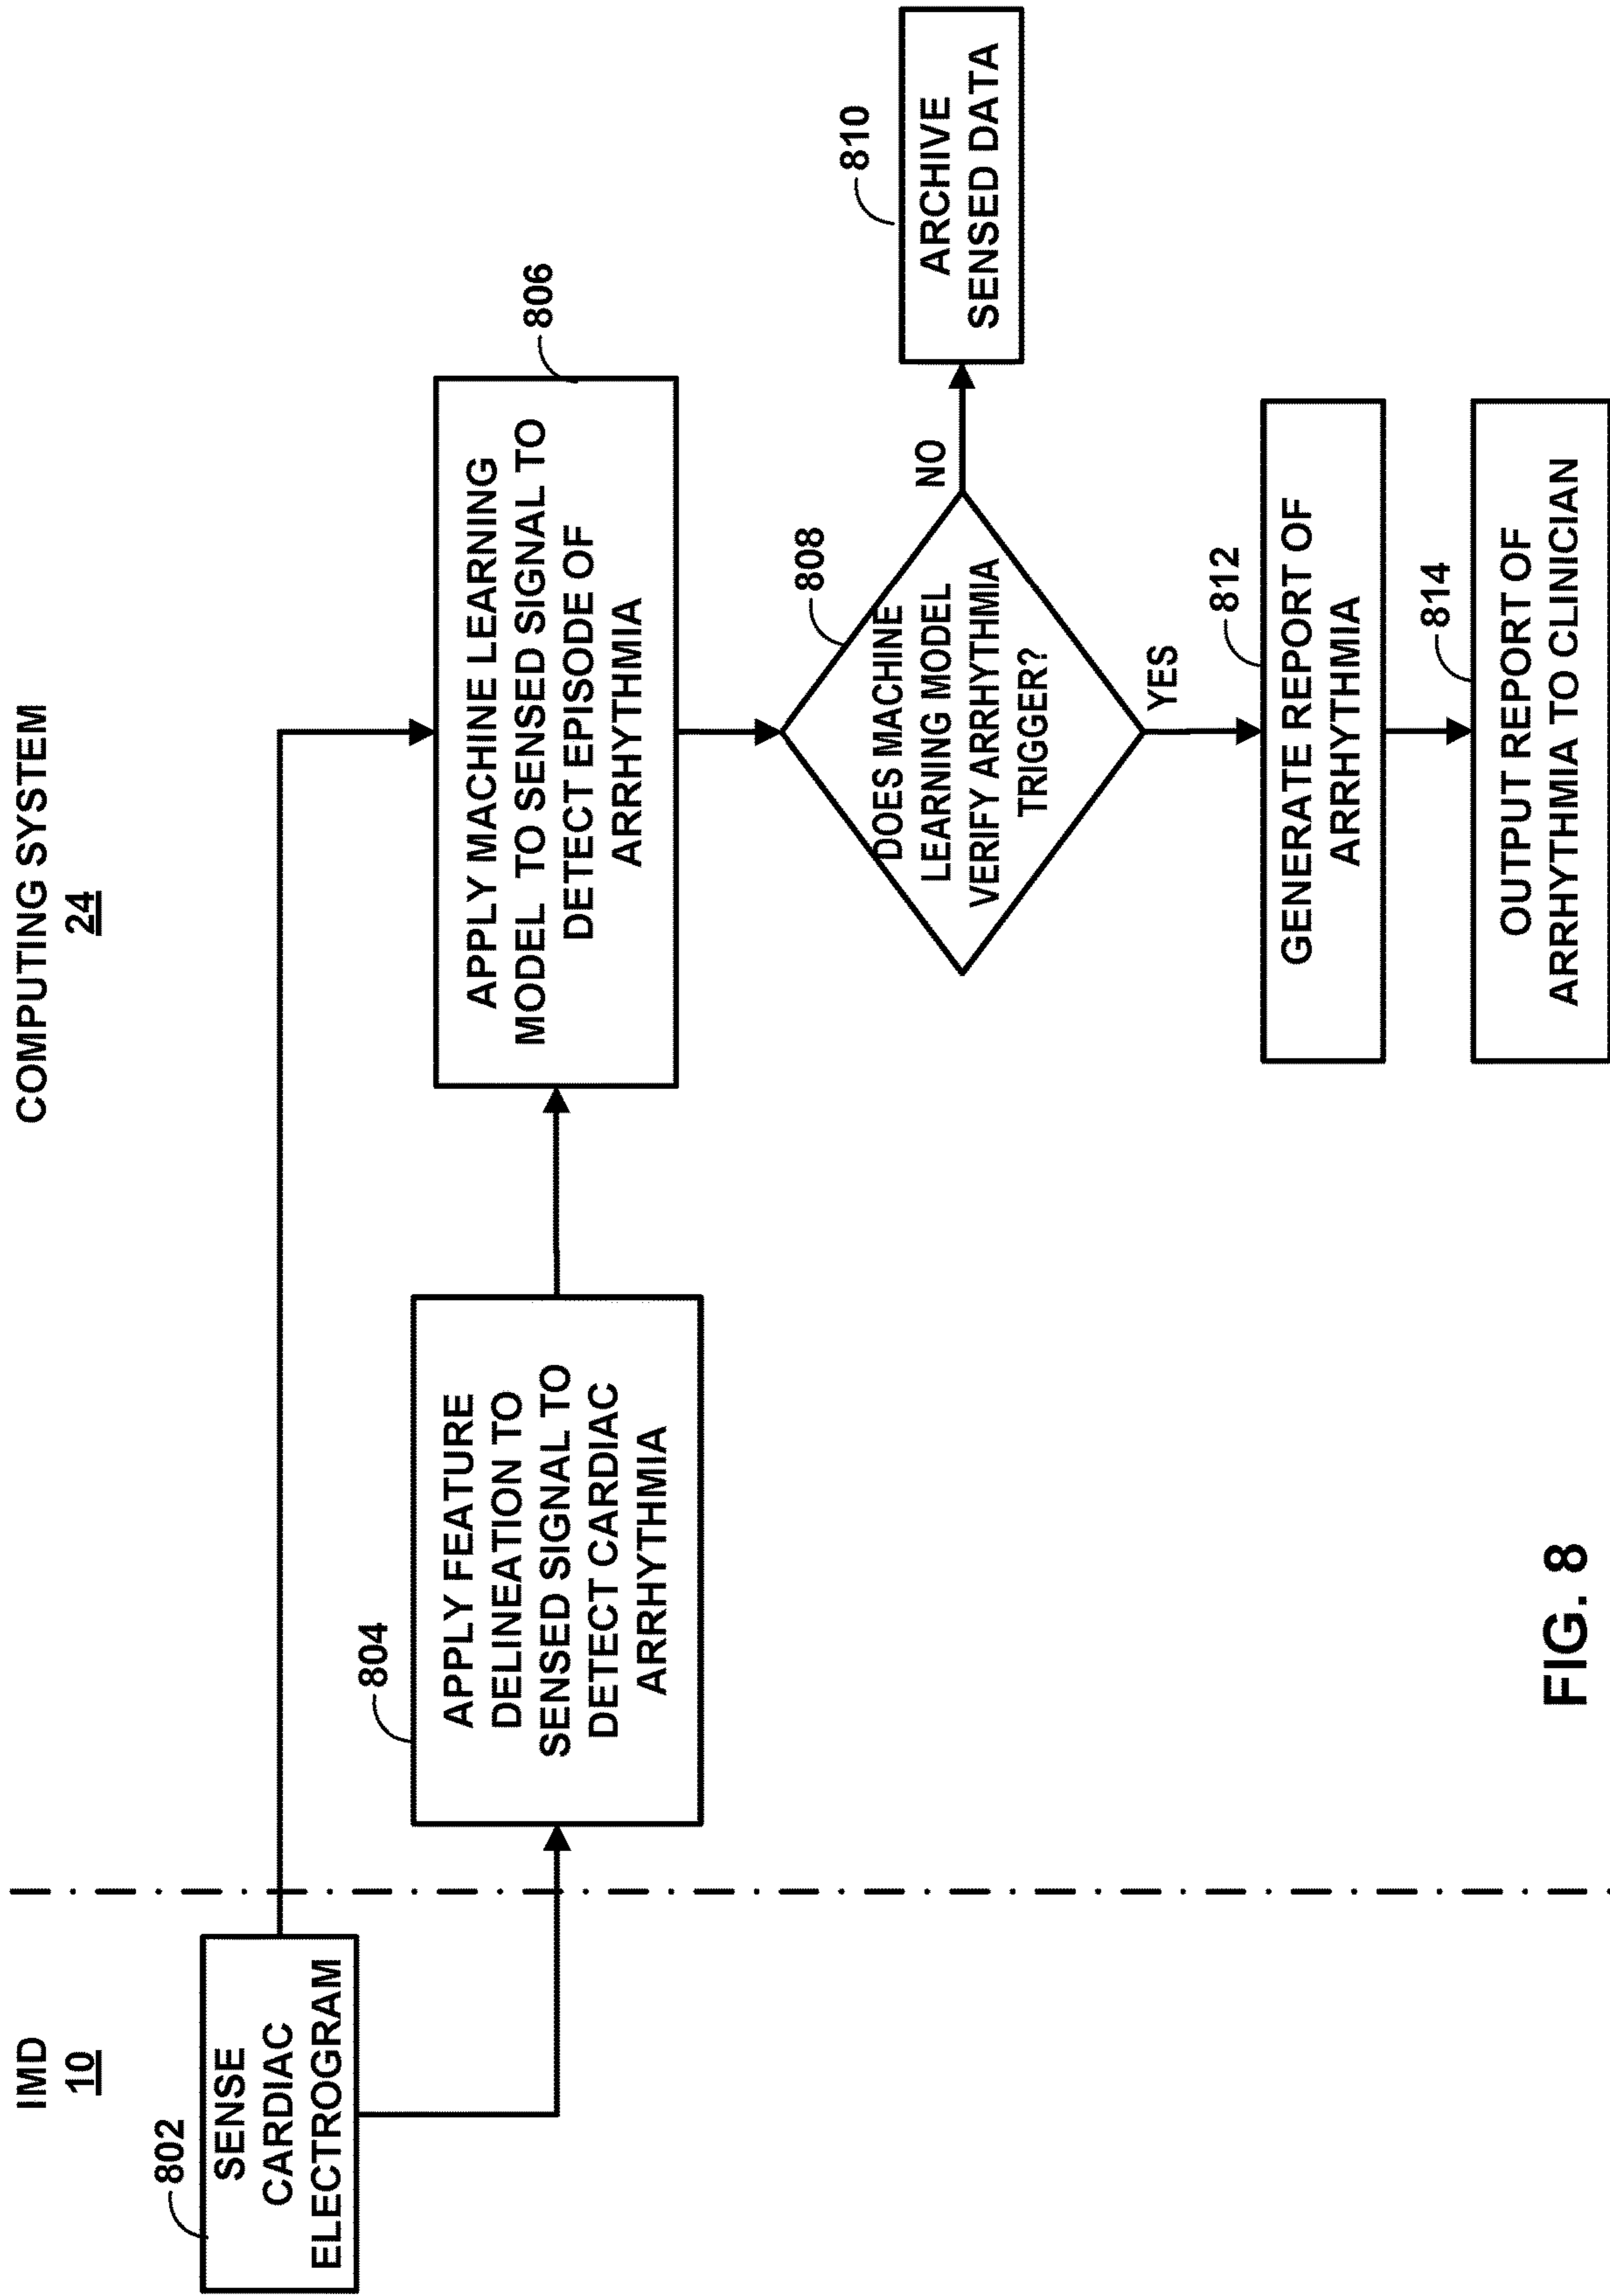 IMD
10
COMPUTING SYSTEM
24
802
SENSE
CARDIAC
ELECTROGRAM
804
APPLY FEATURE
DELINEATION TO
SENSED SIGNAL TO
DETECT CARDIAC
ARRHYTHMIA
806
APPLY MACHINE LEARNING
MODEL TO SENSED SIGNAL TO
DETECT EPISODE OF
ARRHYTHMIA
808
DOES MACHINE
LEARNING MODEL
VERIFY ARRHYTHMIA
TRIGGER?
NO
810
ARCHIVE
SENSED DATA
YES
812
GENERATE REPORT OF
ARRHYTHMIA
814
OUTPUT REPORT OF
ARRHYTHMIA TO CLINICIAN
FIG. 8